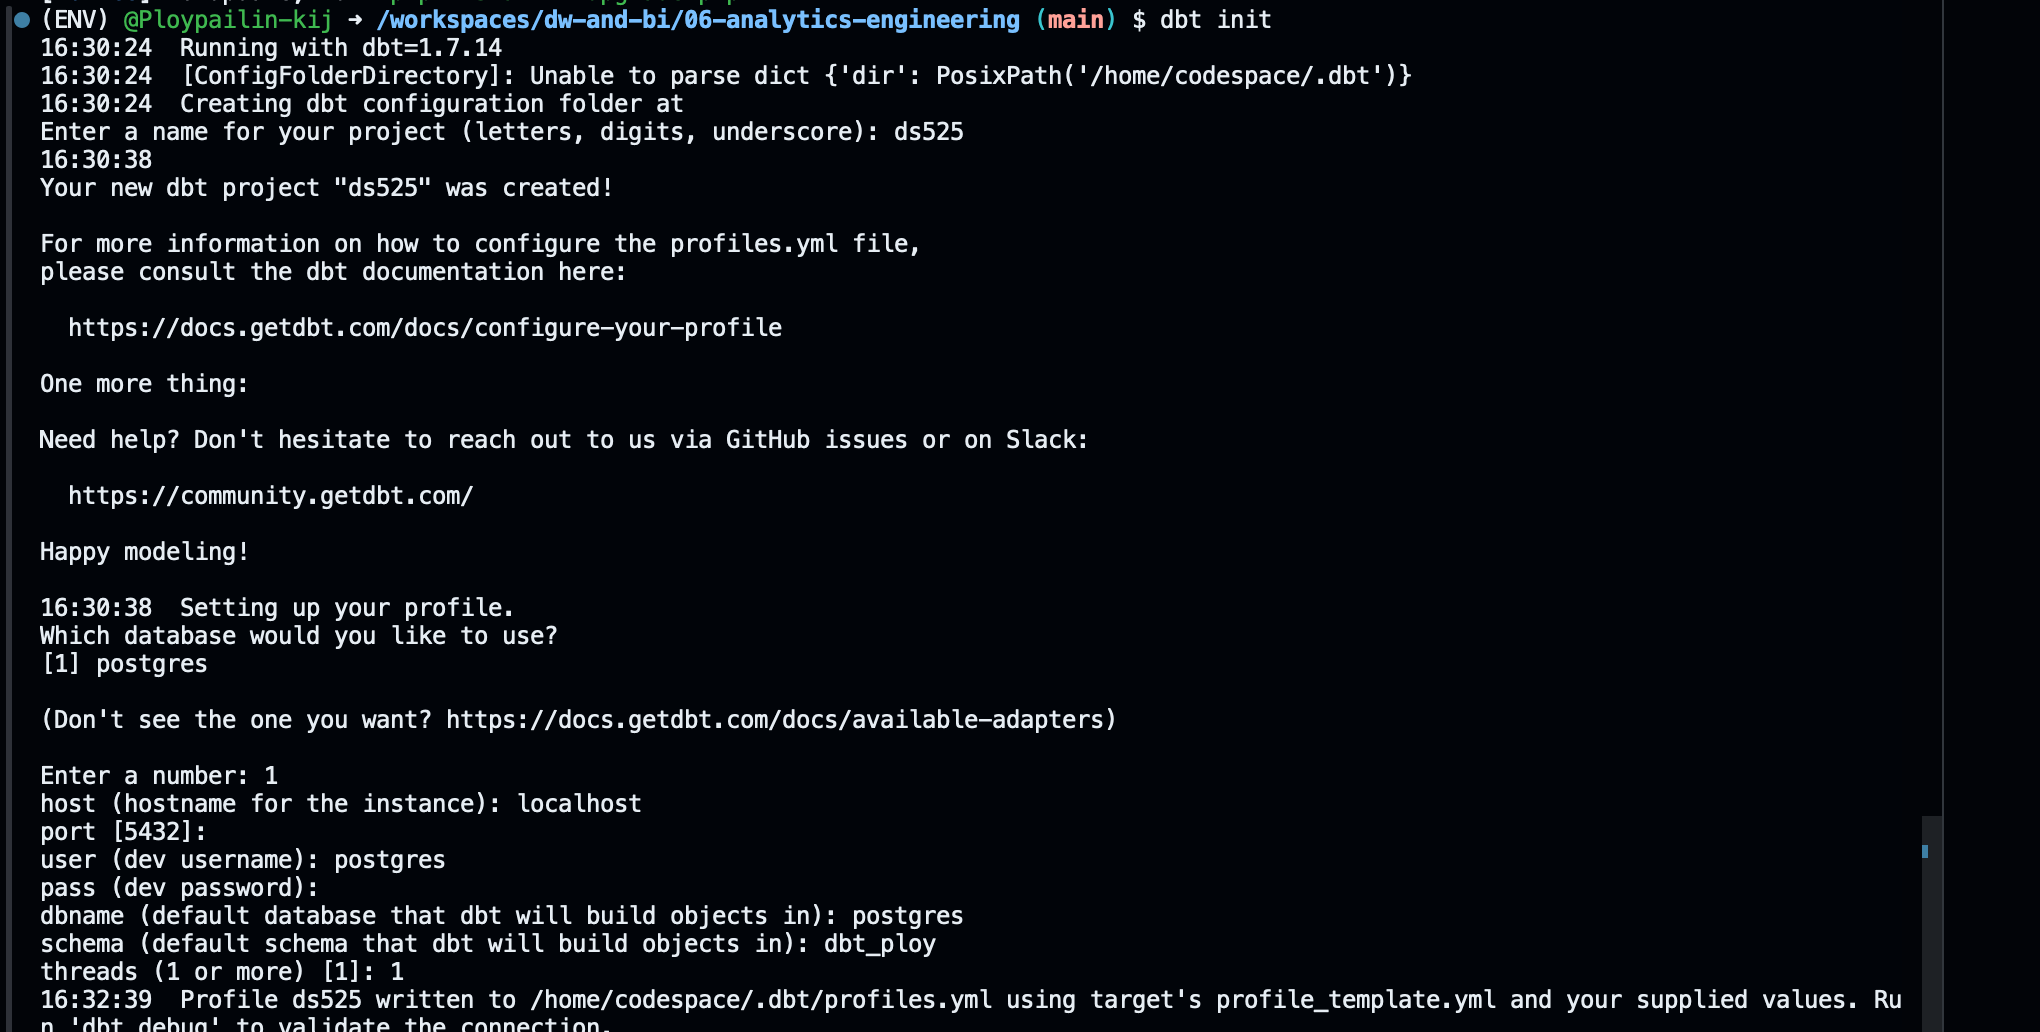 (ENV) @Ploypailin-kij ➜ /workspaces/dw-and-bi/06-analytics-engineering (main) $ dbt init
16:30:24  Running with dbt=1.7.14
16:30:24  [ConfigFolderDirectory]: Unable to parse dict {'dir': PosixPath('/home/codespace/.dbt')}
16:30:24  Creating dbt configuration folder at
Enter a name for your project (letters, digits, underscore): ds525
16:30:38
Your new dbt project "ds525" was created!
For more information on how to configure the profiles.yml file,
please consult the dbt documentation here:
https://docs.getdbt.com/docs/configure-your-profile
One more thing:
Need help? Don't hesitate to reach out to us via GitHub issues or on Slack:
https://community.getdbt.com/
Happy modeling!
16:30:38  Setting up your profile.
Which database would you like to use?
[1] postgres
(Don't see the one you want? https://docs.getdbt.com/docs/available-adapters)
Enter a number: 1
host (hostname for the instance): localhost
port [5432]:
user (dev username): postgres
pass (dev password):
dbname (default database that dbt will build objects in): postgres
schema (default schema that dbt will build objects in): dbt_ploy
threads (1 or more) [1]: 1
16:32:39  Profile ds525 written to /home/codespace/.dbt/profiles.yml using target's profile_template.yml and your supplied values. Ru
n 'dbt debug' to validate the connection.